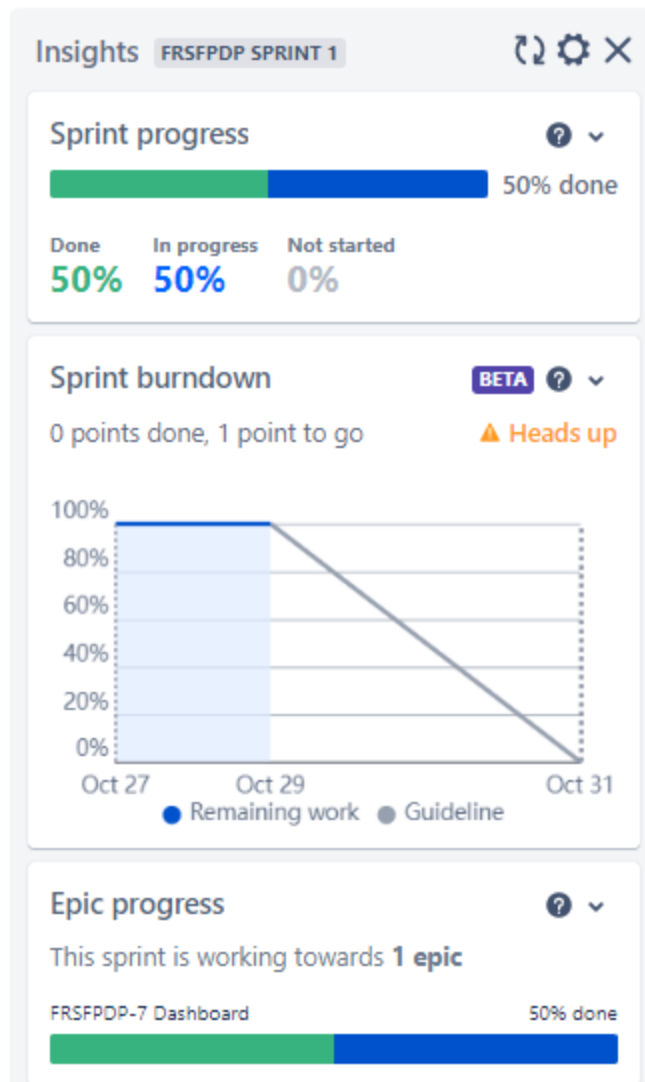 Insights FRSFPDP SPRINT 1
Sprint progress
50% done
Done In progress Not started
50% 50% 0%
Sprint burndown BETA
0 points done, 1 point to go Heads up
100%
80%
60%
40%
20%
0%
Oct 27 Oct 29 Oct 31
Remaining work Guideline
Epic progress
This sprint is working towards 1 epic
FRSFPDP-7 Dashboard 50% done